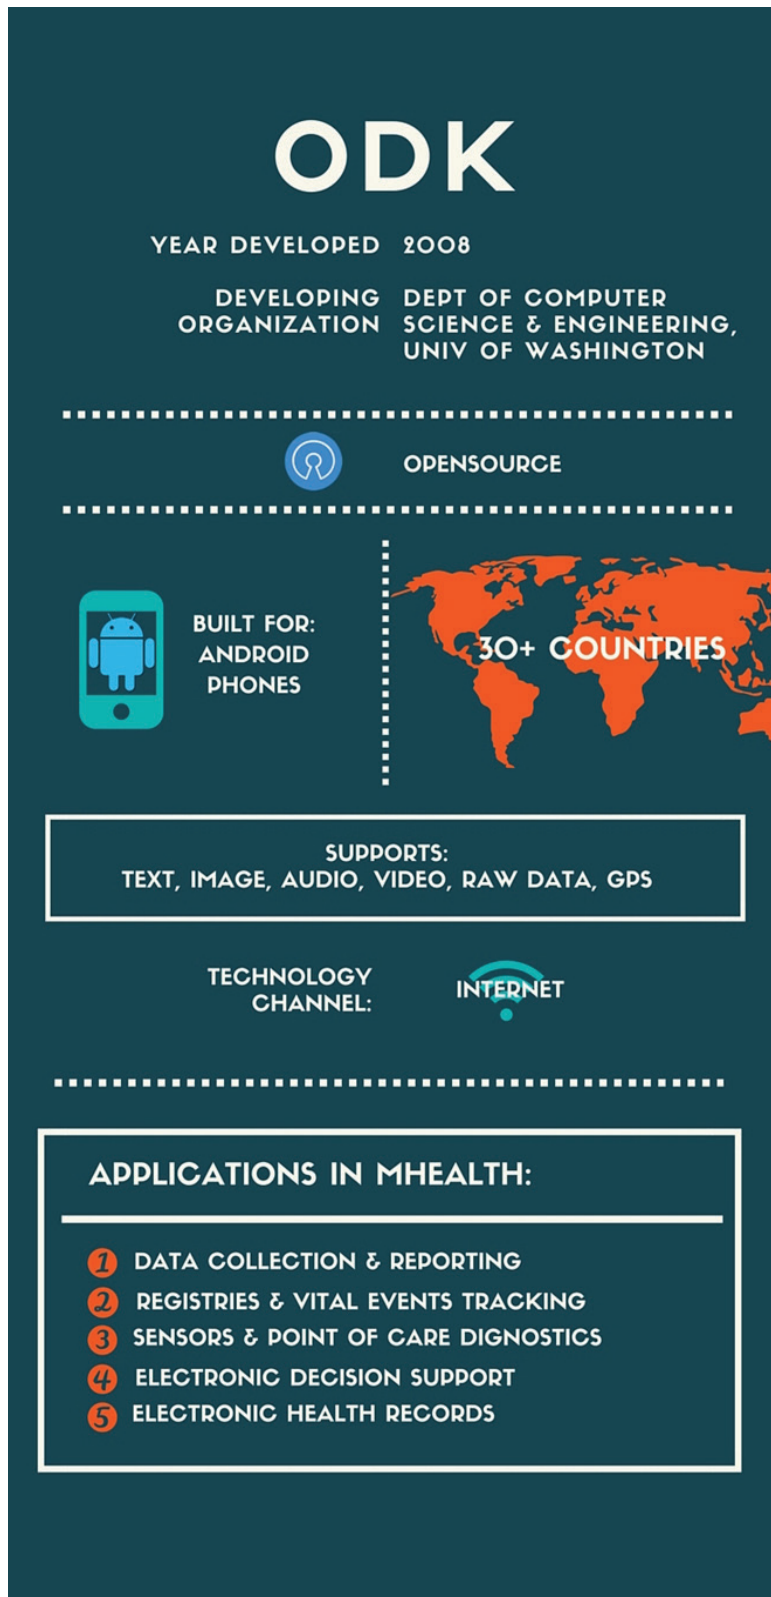 ODK
YEAR DEVELOPED 2008
DEVELOPING ORGANIZATION
DEPT OF COMPUTER
SCIENCE & ENGINEERING,
UNIV OF WASHINGTON
OPENSOURCE
BUILT FOR:
ANDROID
PHONES
30+ COUNTRIES
SUPPORTS:
TEXT, IMAGE, AUDIO, VIDEO, RAW DATA, GPS
TECHNOLOGY
CHANNEL:
INTERNET
APPLICATIONS IN MHEALTH:
1 DATA COLLECTION & REPORTING
2 REGISTRIES & VITAL EVENTS TRACKING
3 SENSORS & POINT OF CARE DIGNOSTICS
4 ELECTRONIC DECISION SUPPORT
5 ELECTRONIC HEALTH RECORDS